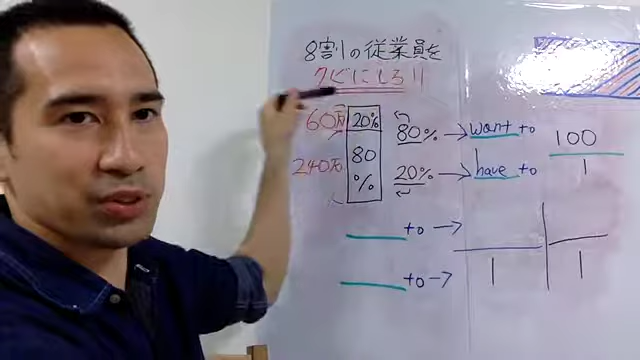 8割の従業員を
クビにしろ!!
60万 20% 80% → want to 100
240万 80% 20% → have to 1
to →
to → 1 1